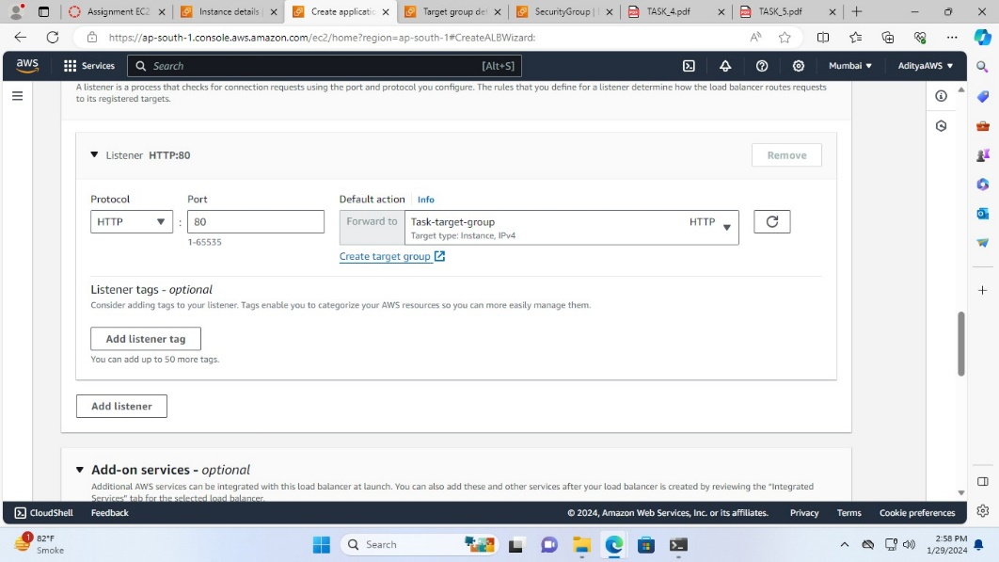 Assignment EC2
Instance details |
Create applicatic
Target group det
SecurityGroup |
TASK_4.pdf
TASK_5.pdf
https://ap-south-1.console.aws.amazon.com/ec2/home?region=ap-south-1#CreateALBWizard:
aws
Services
Search
[Alt+S]
Mumbai
AdityaAWS
A listener is a process that checks for connection requests using the port and protocol you configure. The rules that you define for a listener determine how the load balancer routes requests
to its registered targets.
Listener HTTP:80
Remove
Protocol
Port
Default action
Info
HTTP
:
80
Forward to
Task-target-group
HTTP
Target type: Instance, IPv4
1-65535
Create target group
Listener tags - optional
Consider adding tags to your listener. Tags enable you to categorize your AWS resources so you can more easily manage them.
Add listener tag
You can add up to 50 more tags.
Add listener
Add-on services - optional
Additional AWS services can be integrated with this load balancer at launch. You can also add these and other services after your load balancer is created by reviewing the "Integrated
Services" tab for the selected load balancer.
CloudShell
Feedback
© 2024, Amazon Web Services, Inc. or its affiliates.
Privacy
Terms
Cookie preferences
1
82°F
Smoke
Search
2:58 PM
1/29/2024